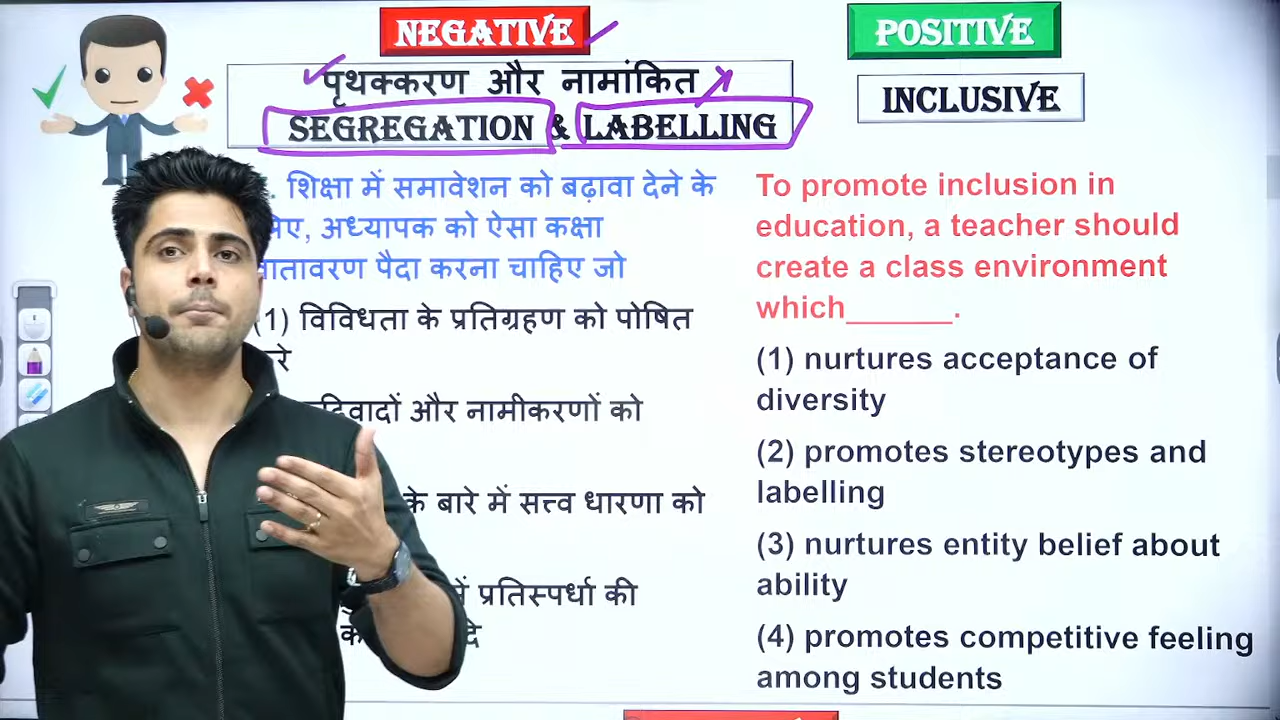 NEGATIVE
पृथक्करण और नामांकित
SEGREGATION & LABELLING
POSITIVE
INCLUSIVE
. शिक्षा में समावेशन को बढ़ावा देने के
अध्यापक को ऐसा कक्षा
पैदा करना चाहिए जो
(1) विविधता के प्रतिग्रहण को पोषित
और नामीकरणों को
के बारे में सत्त्व धारणा को
प्रतिस्पर्धा की
To promote inclusion in
education, a teacher should
create a class environment
which______.
(1) nurtures acceptance of
diversity
(2) promotes stereotypes and
labelling
(3) nurtures entity belief about
ability
(4) promotes competitive feeling
among students